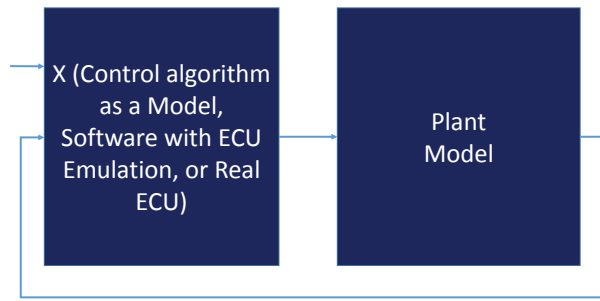 X (Control algorithm
as a Model,
Software with ECU
Emulation, or Real
ECU)
Plant
Model